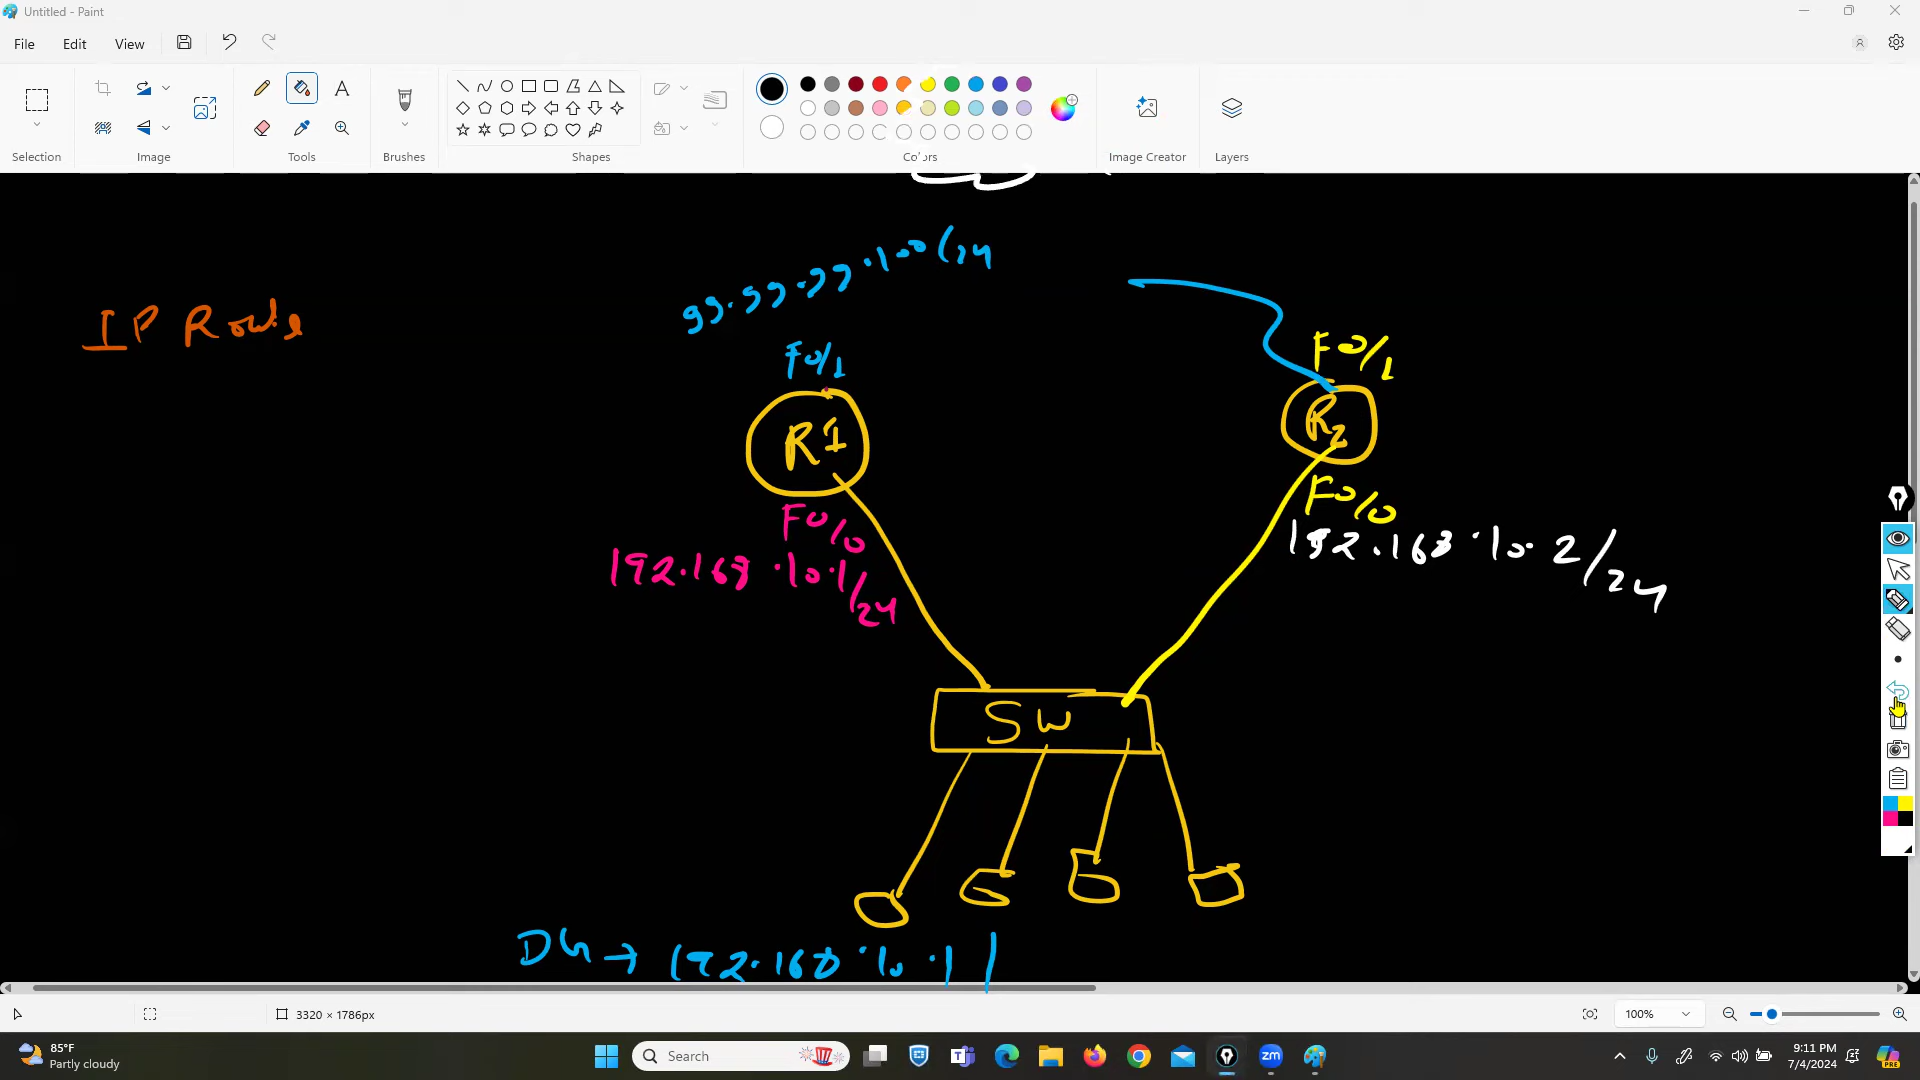 Untitled - Paint
File Edit View
Selection Image Tools Brushes Shapes Colors Image Creator Layers
99.99.99.100/24
IP Route
F0/1
F0/1
R1
R2
F0/0
F0/0
192.168.10.1/24
192.168.10.2/24
SW
DG → 192.168.10.1
3320 × 1786px
100%
85°F
Partly cloudy
Search
zm
PRE
9:11 PM
7/4/2024